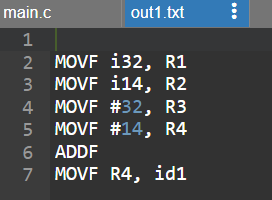 main.c out1.txt
1
2 MOVF i32, R1
3 MOVF i14, R2
4 MOVF #32, R3
5 MOVF #14, R4
6 ADDF
7 MOVF R4, id1